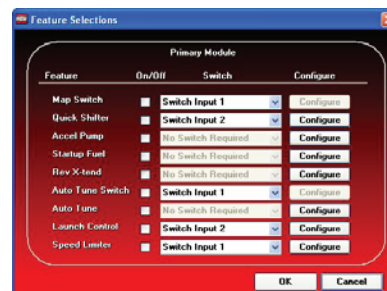 Feature Selections
Primary Module
Feature On/Off Switch Configure
Map Switch Switch Input 1 Configure
Quick Shifter Switch Input 2 Configure
Accel Pump No Switch Required Configure
Startup Fuel No Switch Required Configure
Rev X-tend No Switch Required Configure
Auto Tune Switch Switch Input 1 Configure
Auto Tune No Switch Required Configure
Launch Control Switch Input 2 Configure
Speed Limiter Switch Input 1 Configure
OK Cancel